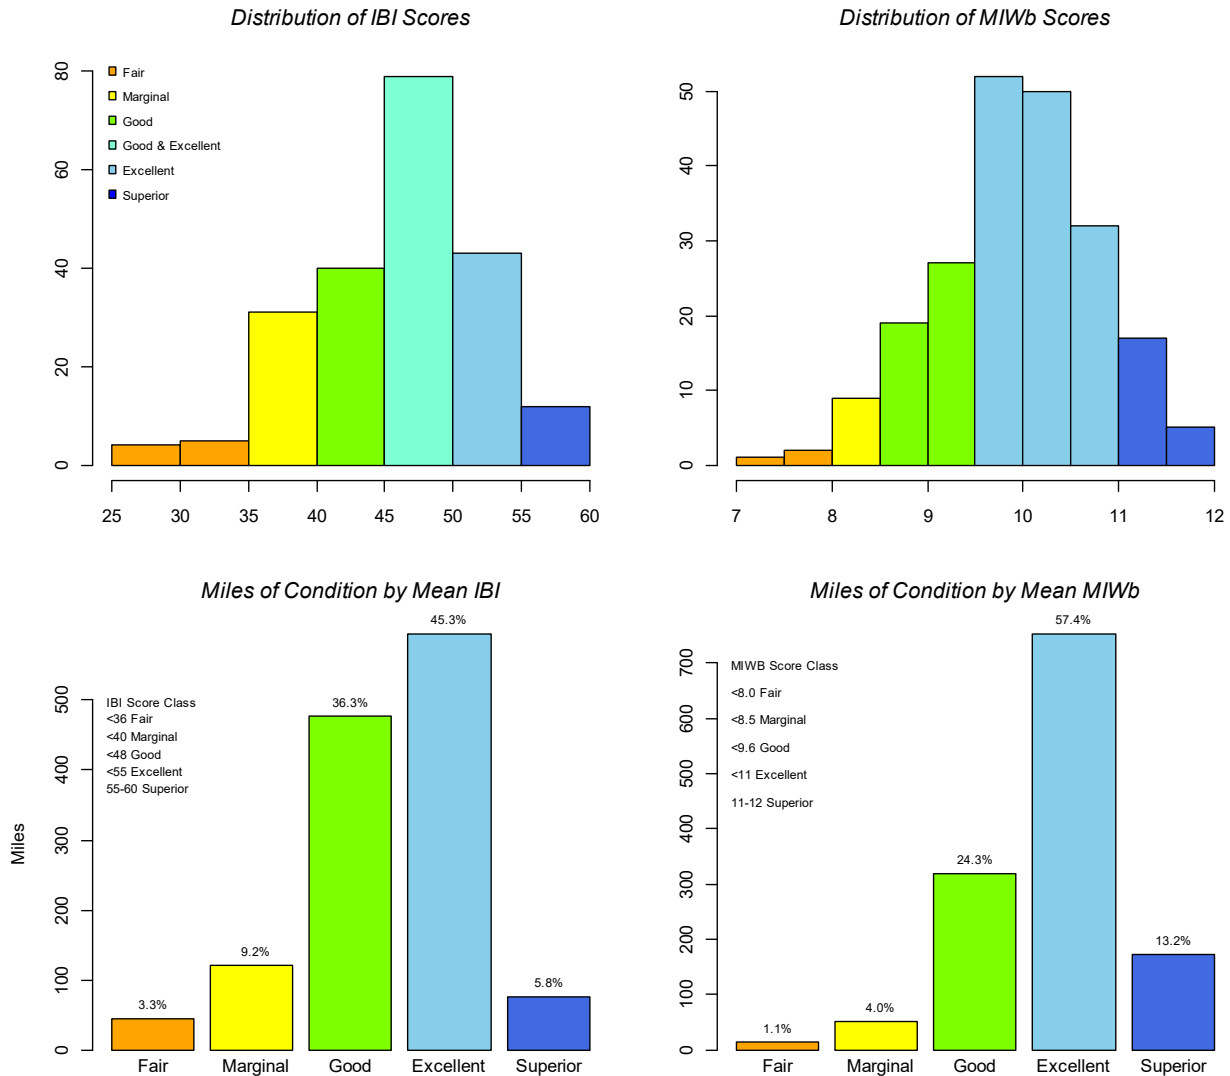 Distribution of IBI Scores
80
60
40
20
0
Fair
Marginal
Good
Good & Excellent
Excellent
Superior
25 30 35 40 45 50 55 60
Distribution of MIWb Scores
50
40
30
20
10
0
7 8 9 10 11 12
Miles of Condition by Mean IBI
Miles
500
400
300
200
100
0
IBI Score Class
<36 Fair
<40 Marginal
<48 Good
<55 Excellent
55-60 Superior
3.3% 9.2% 36.3% 45.3% 5.8%
Fair Marginal Good Excellent Superior
Miles of Condition by Mean MIWb
700
600
500
400
300
200
100
0
MIWB Score Class
<8.0 Fair
<8.5 Marginal
<9.6 Good
<11 Excellent
11-12 Superior
1.1% 4.0% 24.3% 57.4% 13.2%
Fair Marginal Good Excellent Superior